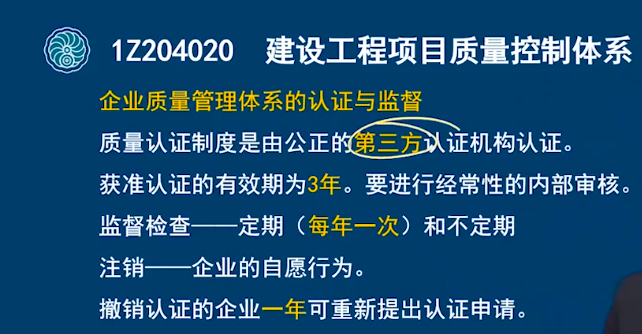 1Z204020 建设工程项目质量控制体系
企业质量管理体系的认证与监督
质量认证制度是由公正的第三方认证机构认证。
获准认证的有效期为3年。要进行经常性的内部审核。
监督检查——定期（每年一次）和不定期
注销——企业的自愿行为。
撤销认证的企业一年可重新提出认证申请。